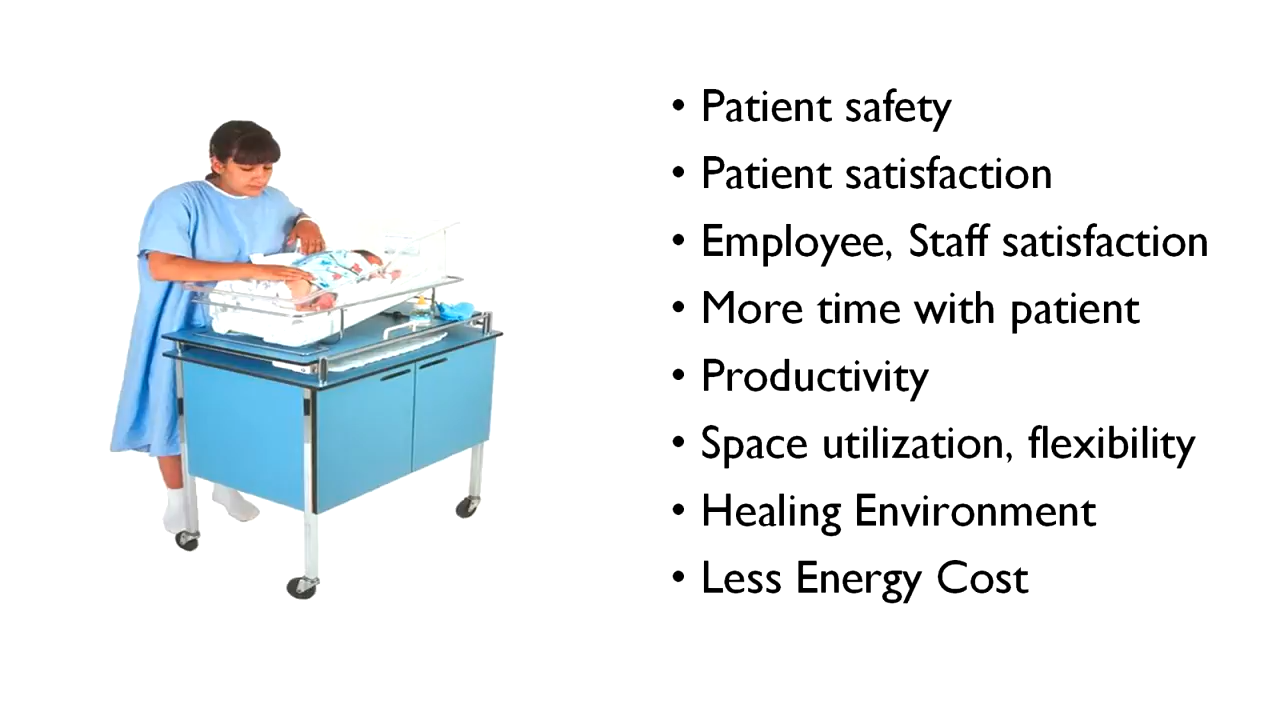 • Patient safety
• Patient satisfaction
• Employee, Staff satisfaction
• More time with patient
• Productivity
• Space utilization, flexibility
• Healing Environment
• Less Energy Cost